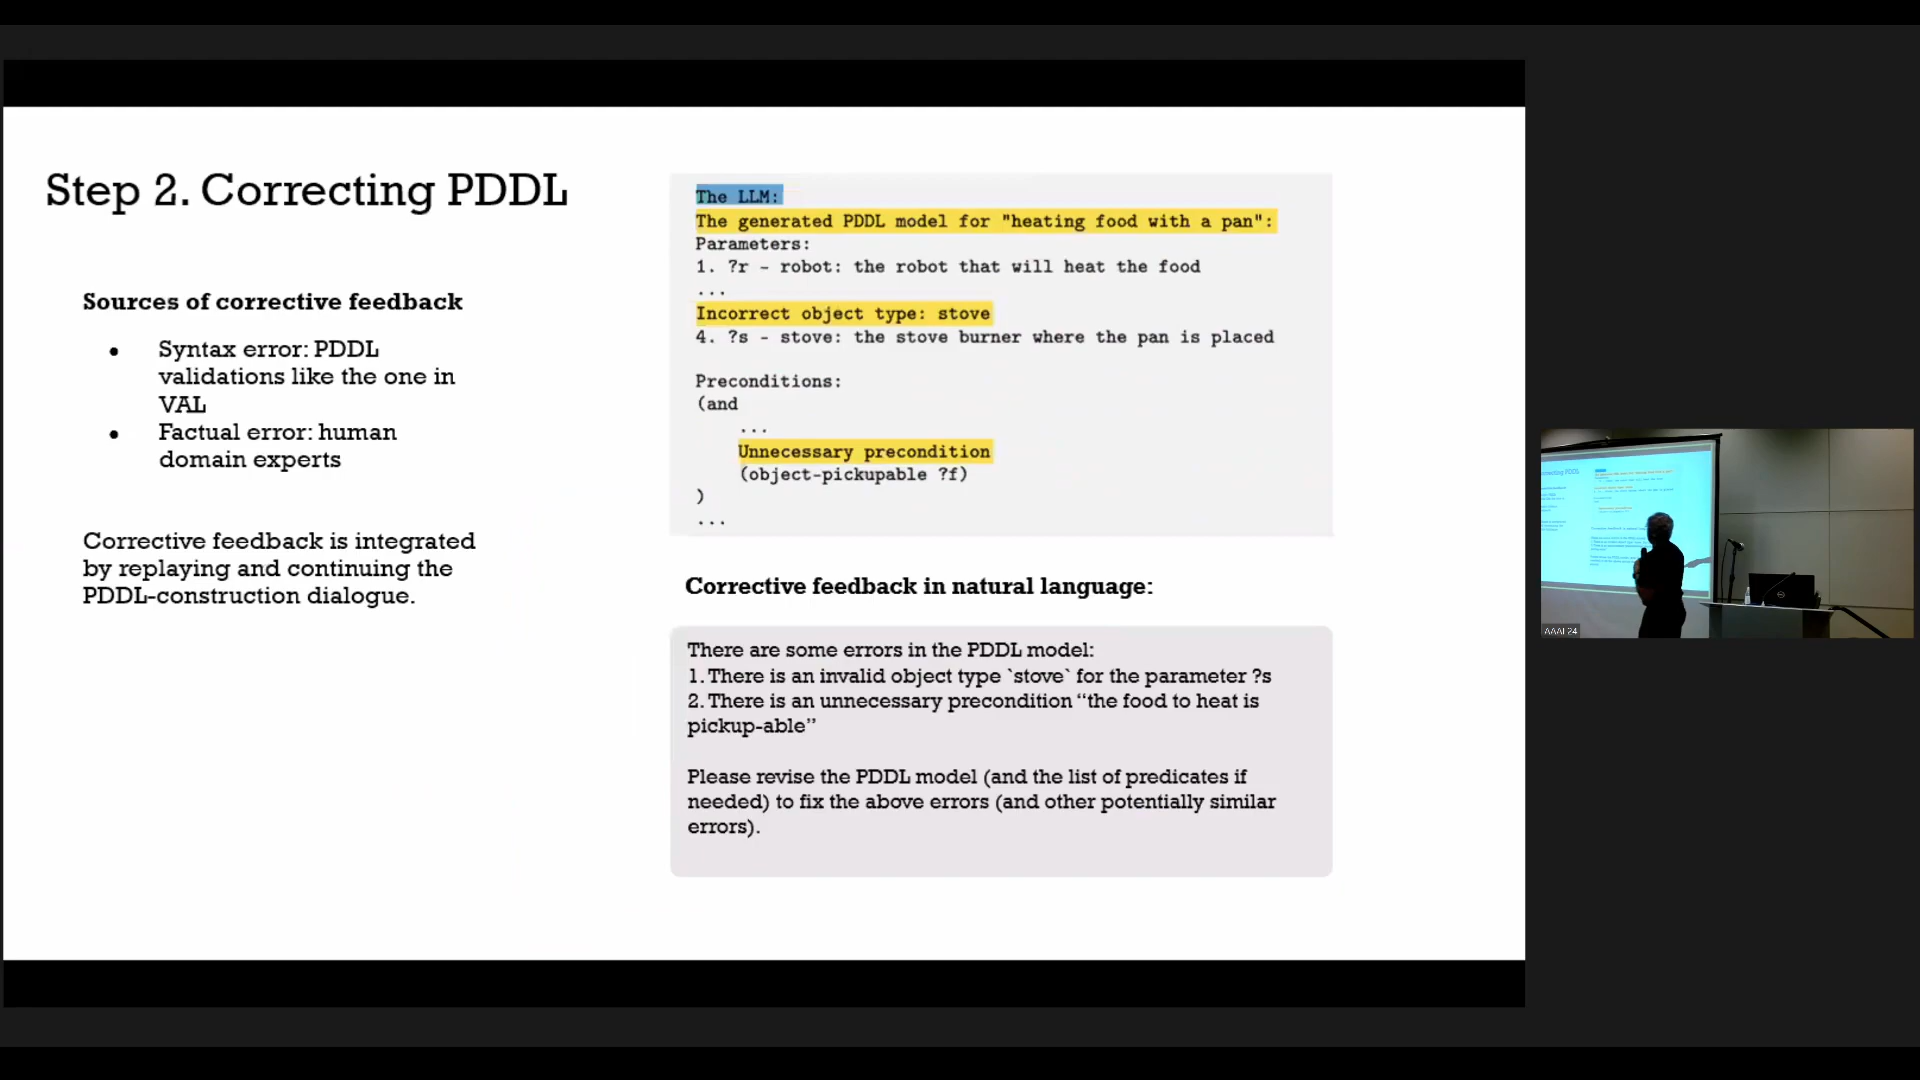 Step 2. Correcting PDDL
Sources of corrective feedback
● Syntax error: PDDL
validations like the one in
VAL
● Factual error: human
domain experts
Corrective feedback is integrated
by replaying and continuing the
PDDL-construction dialogue.
The LLM:
The generated PDDL model for "heating food with a pan":
Parameters:
1. ?r - robot: the robot that will heat the food
...
Incorrect object type: stove
4. ?s - stove: the stove burner where the pan is placed
Preconditions:
(and
...
Unnecessary precondition
(object-pickupable ?f)
)
...
Corrective feedback in natural language:
There are some errors in the PDDL model:
1. There is an invalid object type `stove` for the parameter ?s
2. There is an unnecessary precondition “the food to heat is
pickup-able”
Please revise the PDDL model (and the list of predicates if
needed) to fix the above errors (and other potentially similar
errors).
AAAI 24